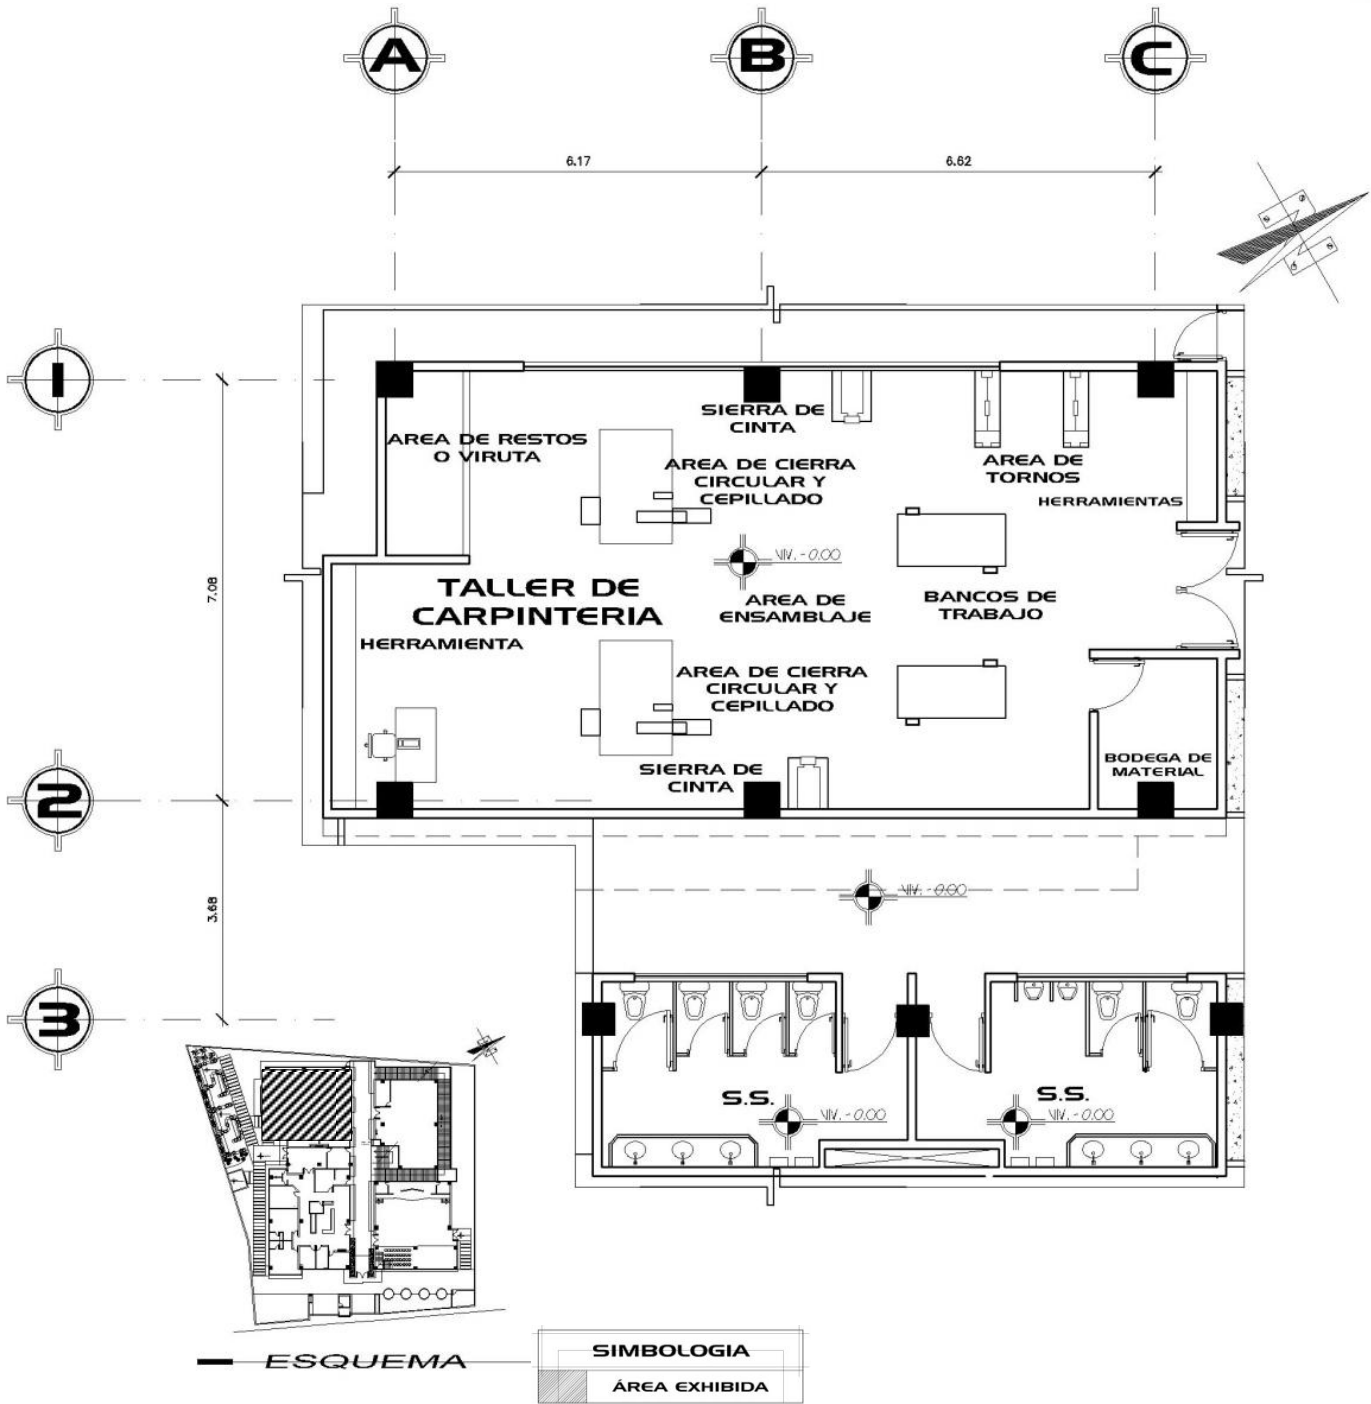 A
B
C
6.17
6.62
1
SIERRA DE
CINTA
AREA DE RESTOS
O VIRUTA
AREA DE CIERRA
CIRCULAR Y
CEPILLADO
AREA DE
TORNOS
HERRAMIENTAS
NIV. -0.00
7.08
TALLER DE
CARPINTERIA
AREA DE
ENSAMBLAJE
BANCOS DE
TRABAJO
HERRAMIENTA
AREA DE CIERRA
CIRCULAR Y
CEPILLADO
SIERRA DE
CINTA
BODEGA DE
MATERIAL
2
NIV. -0.00
3.68
3
S.S.
NIV. -0.00
S.S.
NIV. -0.00
ESQUEMA
SIMBOLOGIA
ÁREA EXHIBIDA